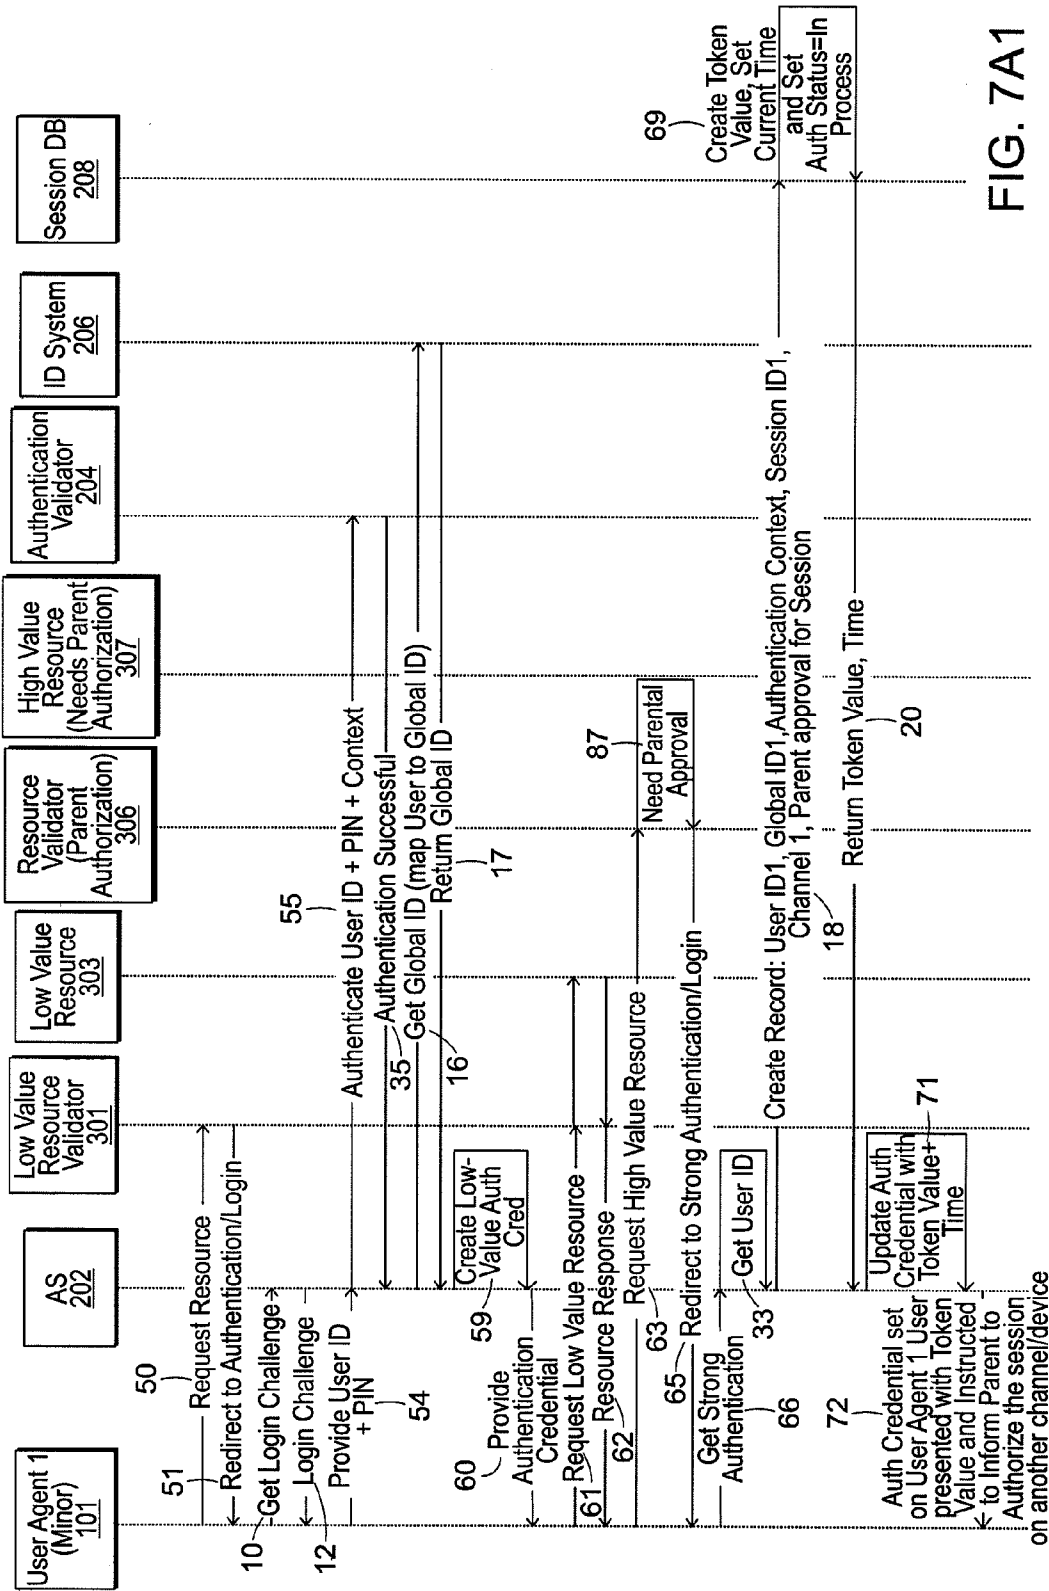 User Agent 1
(Minor)
101
AS
202
Low Value
Resource
Validator
301
Low Value
Resource
303
Resource
Validator
(Parent
Authorization)
306
High Value
Resource
(Needs Parent
Authorization)
307
Authentication
Validator
204
ID System
206
Session DB
208
50
Request Resource
51
Redirect to Authentication/Login
10
Get Login Challenge
12
Login Challenge
Provide User ID
+ PIN
54
55
Authenticate User ID + PIN + Context
Authentication Successful
35
Get Global ID (map User to Global ID)
16
Return Global ID
17
Create Low-
Value Auth
Cred
59
60
Provide
Authentication
Credential
Request Low Value Resource
61
Resource Response
62
Request High Value Resource
63
87
Need Parental
Approval
Redirect to Strong Authentication/Login
65
Get Strong
Authentication
66
Get User ID
33
Create Record: User ID1, Global ID1, Authentication Context, Session ID1,
Channel 1, Parent approval for Session
18
69
Create Token
Value, Set
Current Time
and Set
Auth Status=In
Process
Return Token Value, Time
20
Update Auth
Credential with
Token Value+
Time
71
72
Auth Credential set
on User Agent 1 User
presented with Token
Value and Instructed
to Inform Parent to
Authorize the session
on another channel/device
FIG. 7A1